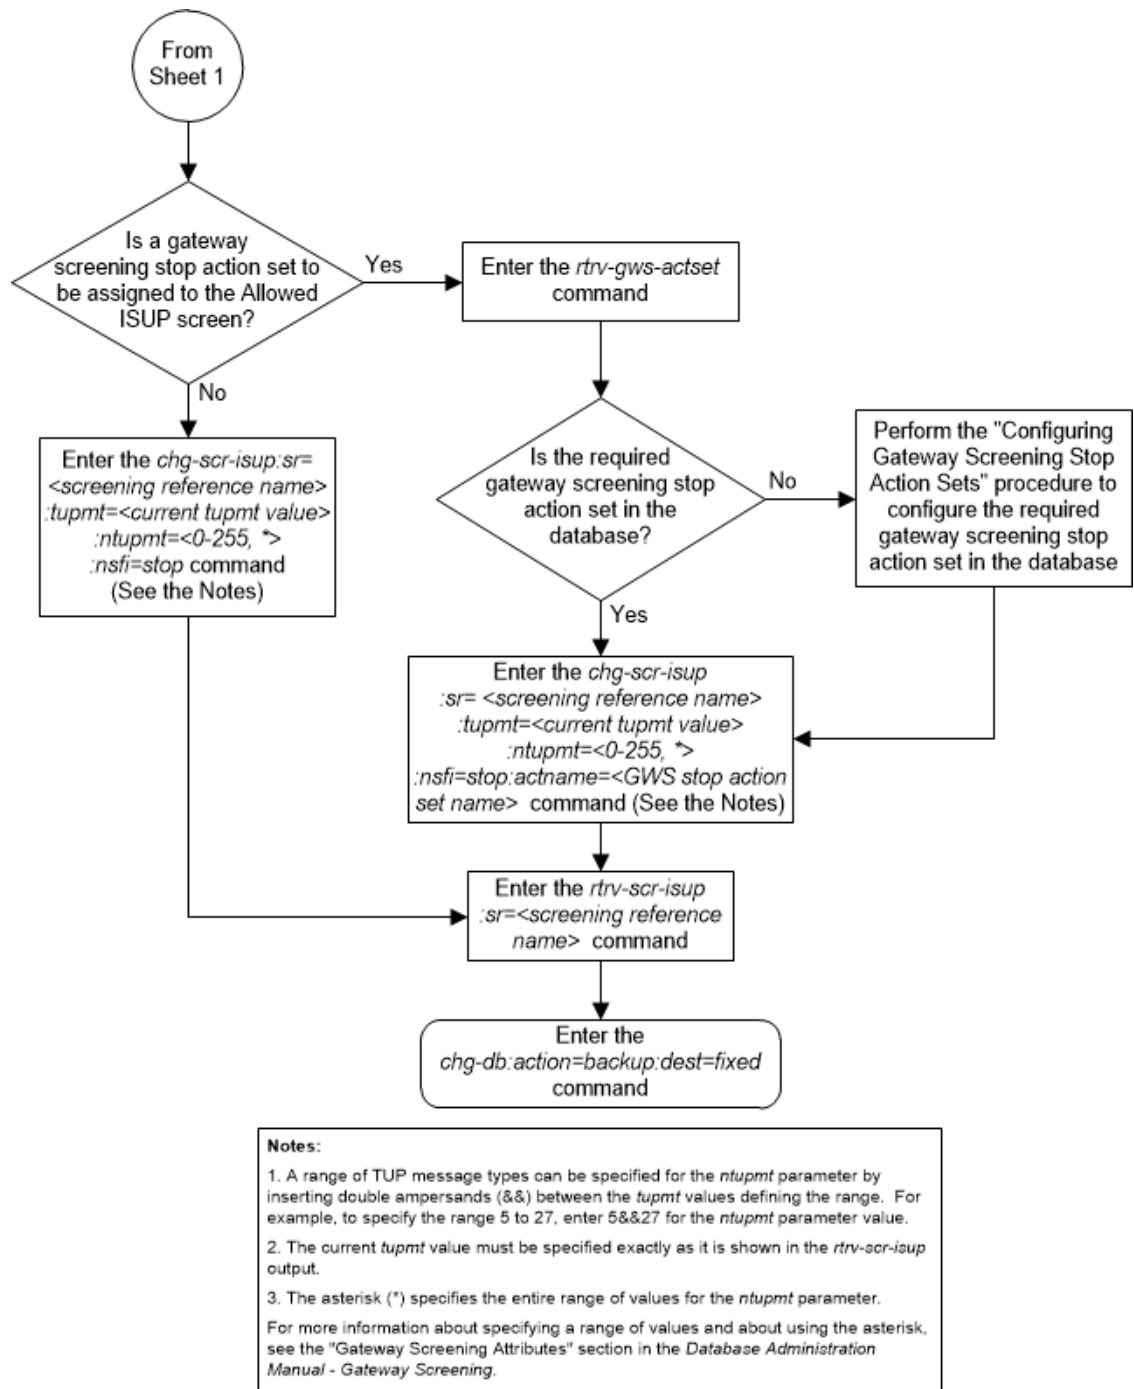 From
Sheet 1
Is a gateway
screening stop action set to
be assigned to the Allowed
ISUP screen?
Yes
No
Enter the rtrv-gws-actset
command
Enter the chg-scr-isup:sr=
<screening reference name>
:tupmt=<current tupmt value>
:ntupmt=<0-255, *>
:nsfi=stop command
(See the Notes)
Is the required
gateway screening stop
action set in the
database?
No
Yes
Perform the "Configuring
Gateway Screening Stop
Action Sets" procedure to
configure the required
gateway screening stop
action set in the database
Enter the chg-scr-isup
:sr= <screening reference name>
:tupmt=<current tupmt value>
:ntupmt=<0-255, *>
:nsfi=stop:actname=<GWS stop action
set name> command (See the Notes)
Enter the rtrv-scr-isup
:sr=<screening reference
name> command
Enter the
chg-db:action=backup:dest=fixed
command
Notes:
1. A range of TUP message types can be specified for the ntupmt parameter by
inserting double ampersands (&&) between the tupmt values defining the range. For
example, to specify the range 5 to 27, enter 5&&27 for the ntupmt parameter value.
2. The current tupmt value must be specified exactly as it is shown in the rtrv-scr-isup
output.
3. The asterisk (*) specifies the entire range of values for the ntupmt parameter.
For more information about specifying a range of values and about using the asterisk,
see the "Gateway Screening Attributes" section in the Database Administration
Manual - Gateway Screening.